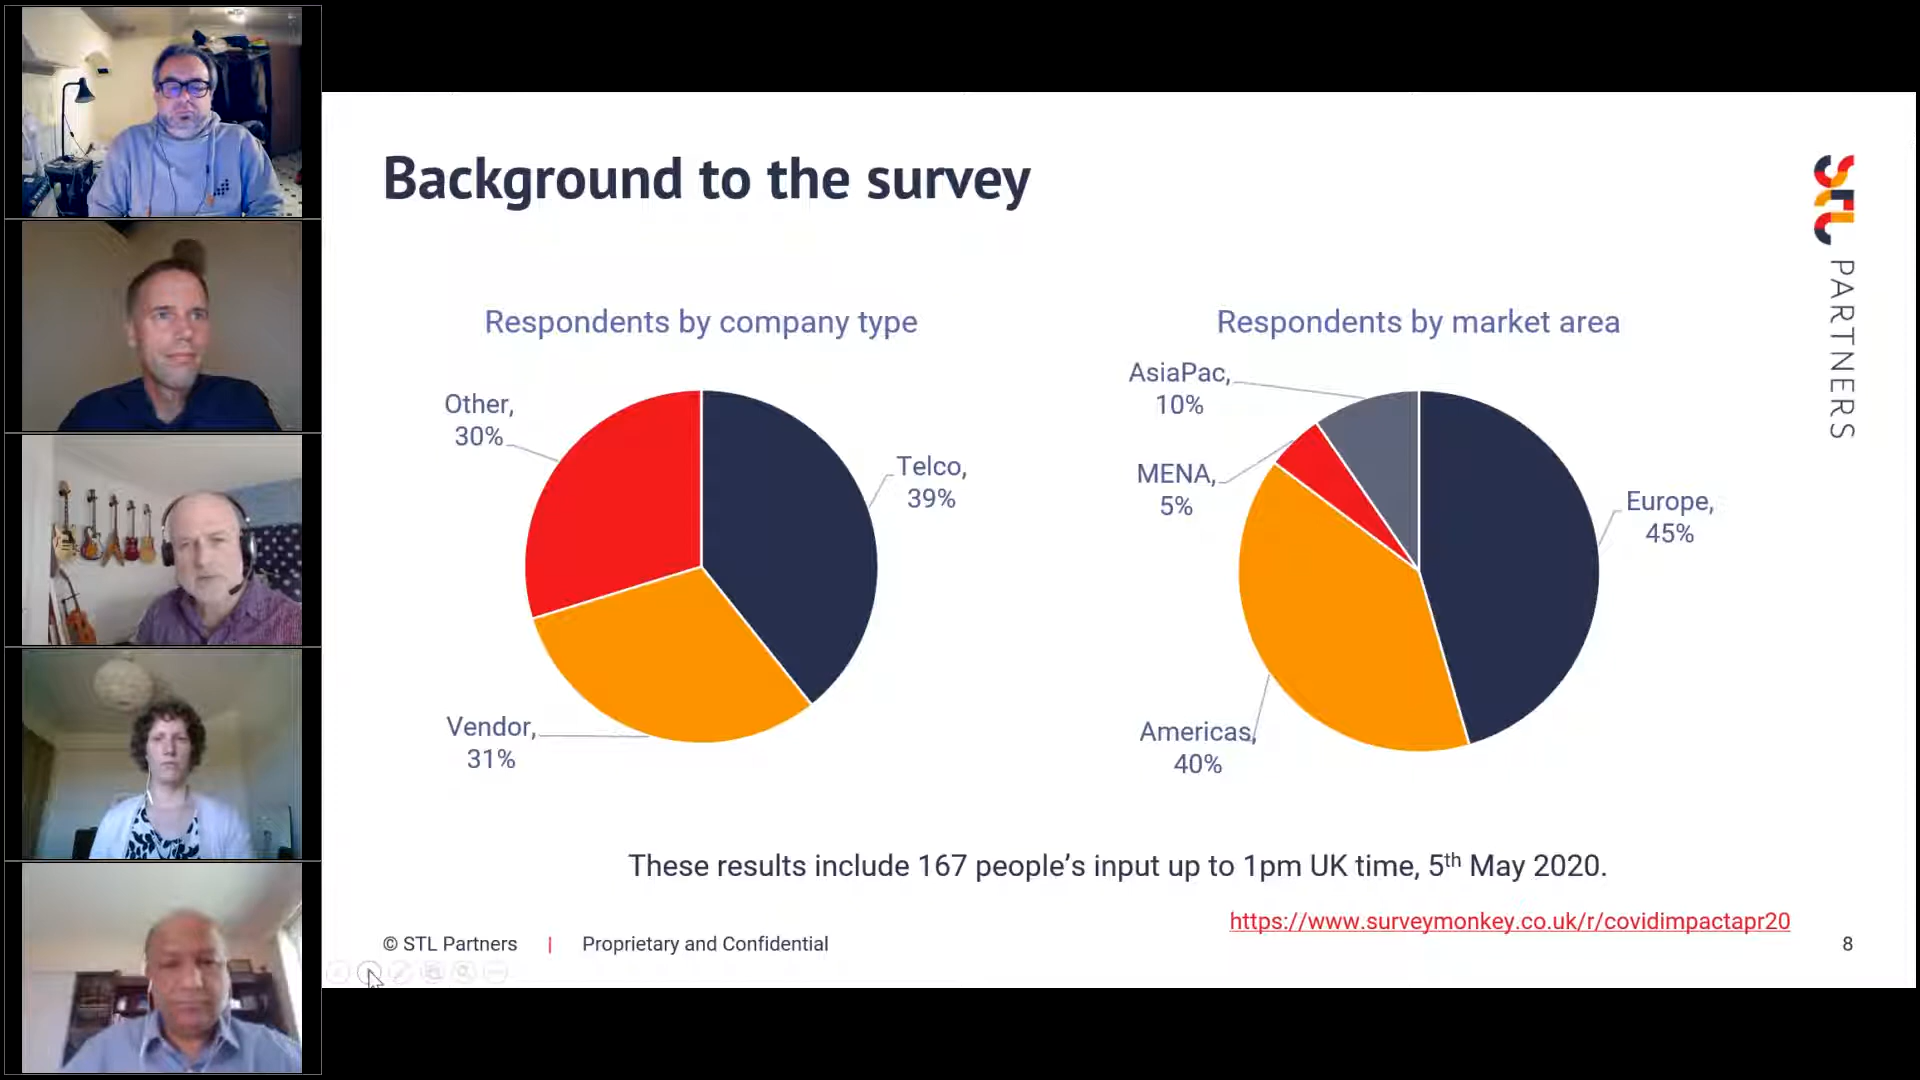 Background to the survey
STL PARTNERS
Respondents by company type
Other,
30%
Telco,
39%
Vendor,
31%
Respondents by market area
AsiaPac,
10%
MENA,
5%
Europe,
45%
Americas,
40%
These results include 167 people’s input up to 1pm UK time, 5th May 2020.
https://www.surveymonkey.co.uk/r/covidimpactapr20
© STL Partners | Proprietary and Confidential
8